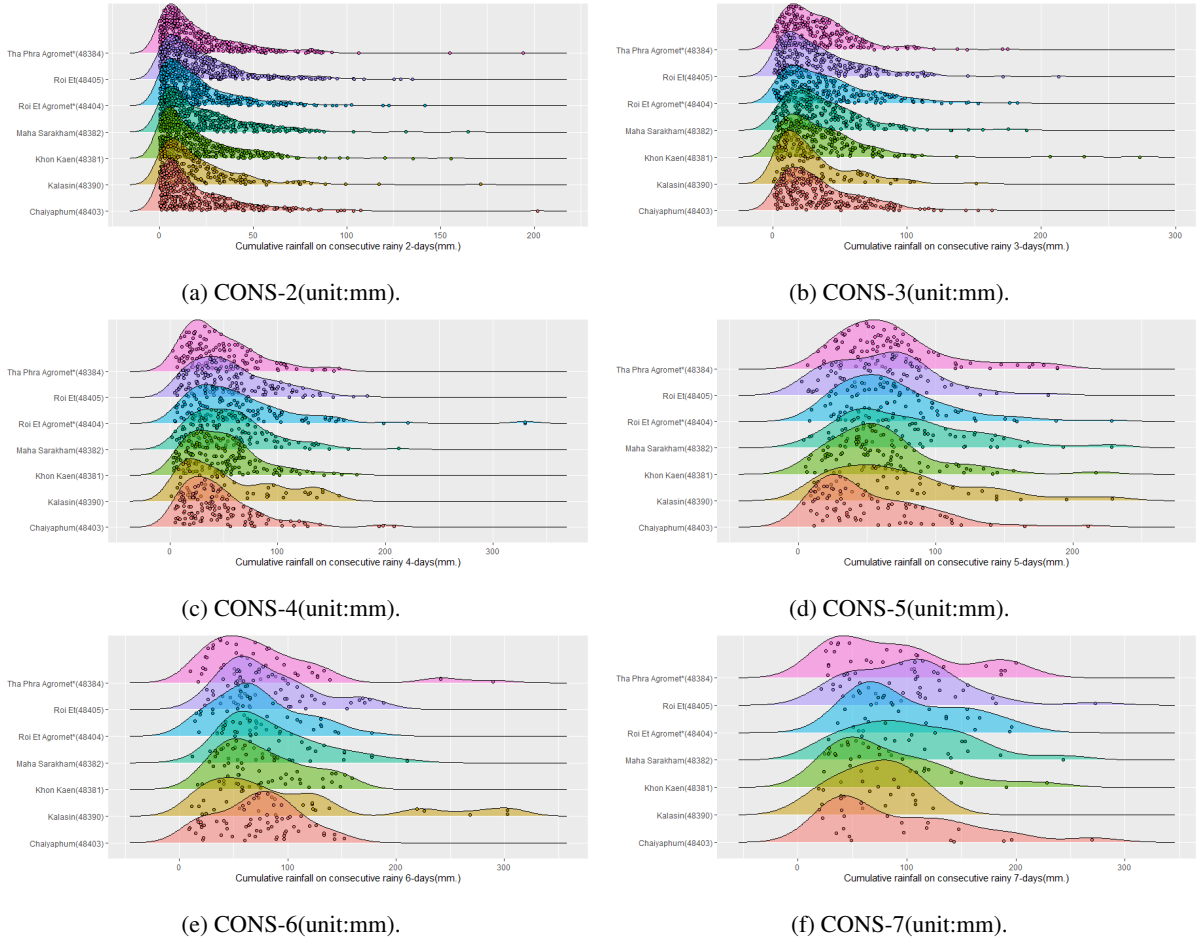 Tha Phra Agromet*(48384)
Roi Et(48405)
Roi Et Agromet*(48404)
Maha Sarakham(48382)
Khon Kaen(48381)
Kalasin(48390)
Chaiyaphum(48403)
0 50 100 150 200
Cumulative rainfall on consecutive rainy 2-days(mm.)
(a) CONS-2(unit:mm).
Tha Phra Agromet*(48384)
Roi Et(48405)
Roi Et Agromet*(48404)
Maha Sarakham(48382)
Khon Kaen(48381)
Kalasin(48390)
Chaiyaphum(48403)
0 100 200 300
Cumulative rainfall on consecutive rainy 3-days(mm.)
(b) CONS-3(unit:mm).
Tha Phra Agromet*(48384)
Roi Et(48405)
Roi Et Agromet*(48404)
Maha Sarakham(48382)
Khon Kaen(48381)
Kalasin(48390)
Chaiyaphum(48403)
0 100 200 300
Cumulative rainfall on consecutive rainy 4-days(mm.)
(c) CONS-4(unit:mm).
Tha Phra Agromet*(48384)
Roi Et(48405)
Roi Et Agromet*(48404)
Maha Sarakham(48382)
Khon Kaen(48381)
Kalasin(48390)
Chaiyaphum(48403)
0 100 200
Cumulative rainfall on consecutive rainy 5-days(mm.)
(d) CONS-5(unit:mm).
Tha Phra Agromet*(48384)
Roi Et(48405)
Roi Et Agromet*(48404)
Maha Sarakham(48382)
Khon Kaen(48381)
Kalasin(48390)
Chaiyaphum(48403)
0 100 200 300
Cumulative rainfall on consecutive rainy 6-days(mm.)
(e) CONS-6(unit:mm).
Tha Phra Agromet*(48384)
Roi Et(48405)
Roi Et Agromet*(48404)
Maha Sarakham(48382)
Khon Kaen(48381)
Kalasin(48390)
Chaiyaphum(48403)
0 100 200 300
Cumulative rainfall on consecutive rainy 7-days(mm.)
(f) CONS-7(unit:mm).